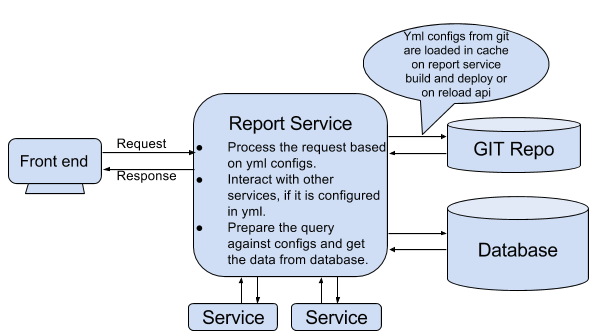 Yml configs from git
are loaded in cache
on report service
build and deploy or
on reload api
Report Service
● Process the request based
on yml configs.
● Interact with other
services, if it is configured
in yml.
● Prepare the query
against configs and get
the data from database.
Request
Front end
Response
GIT Repo
Database
Service
Service